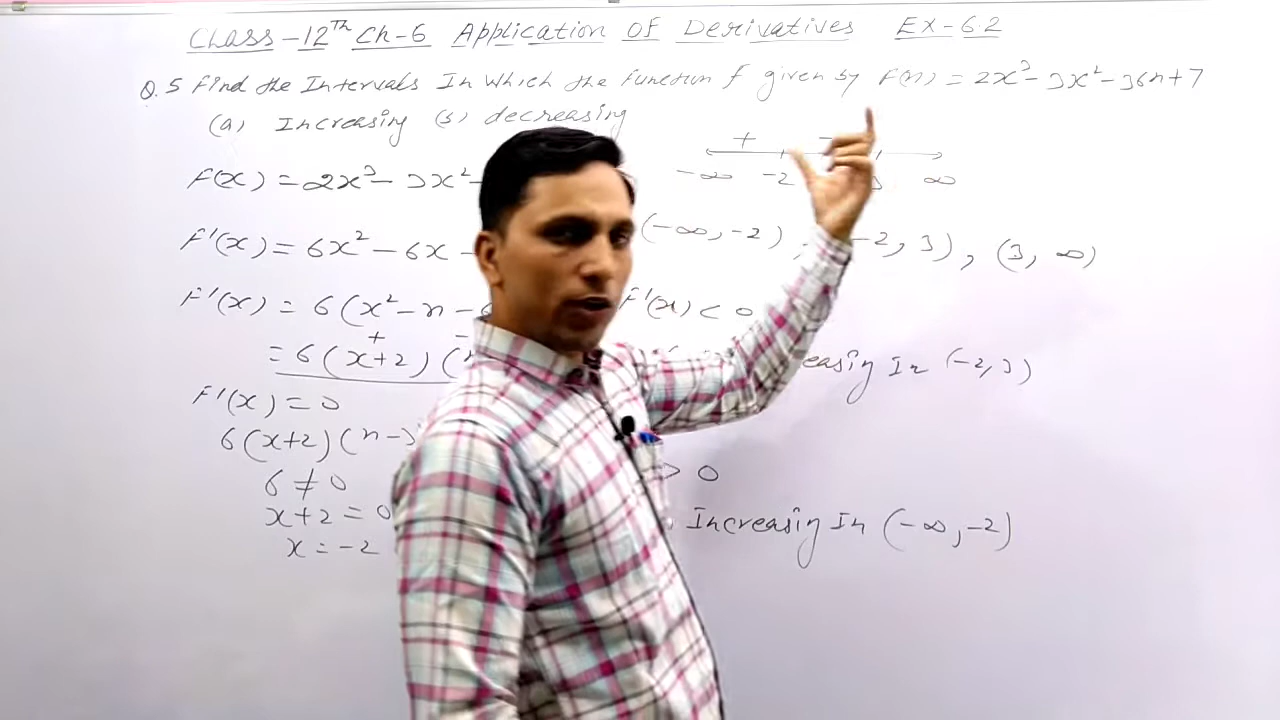 Class-12Th Ch-6 Application Of Derivatives Ex-6.2
Q.5 Find the Intervals In Which the function f given by F(x) = 2x³-3x²-36x+7
(a) Increasing (b) decreasing
+ -
-∞ -2 3 ∞
F(x) = 2x³-3x²-
F'(x) = 6x²-6x-
(-∞,-2), -2,3), (3,∞)
F'(x) = 6(x²-x-6
F'(x) < 0
+ -
= 6(x+2)(x
easing In (-2,3)
F'(x) = 0
6(x+2)(x-3
6 ≠ 0
> 0
x+2 = 0
Increasing In (-∞,-2)
x = -2